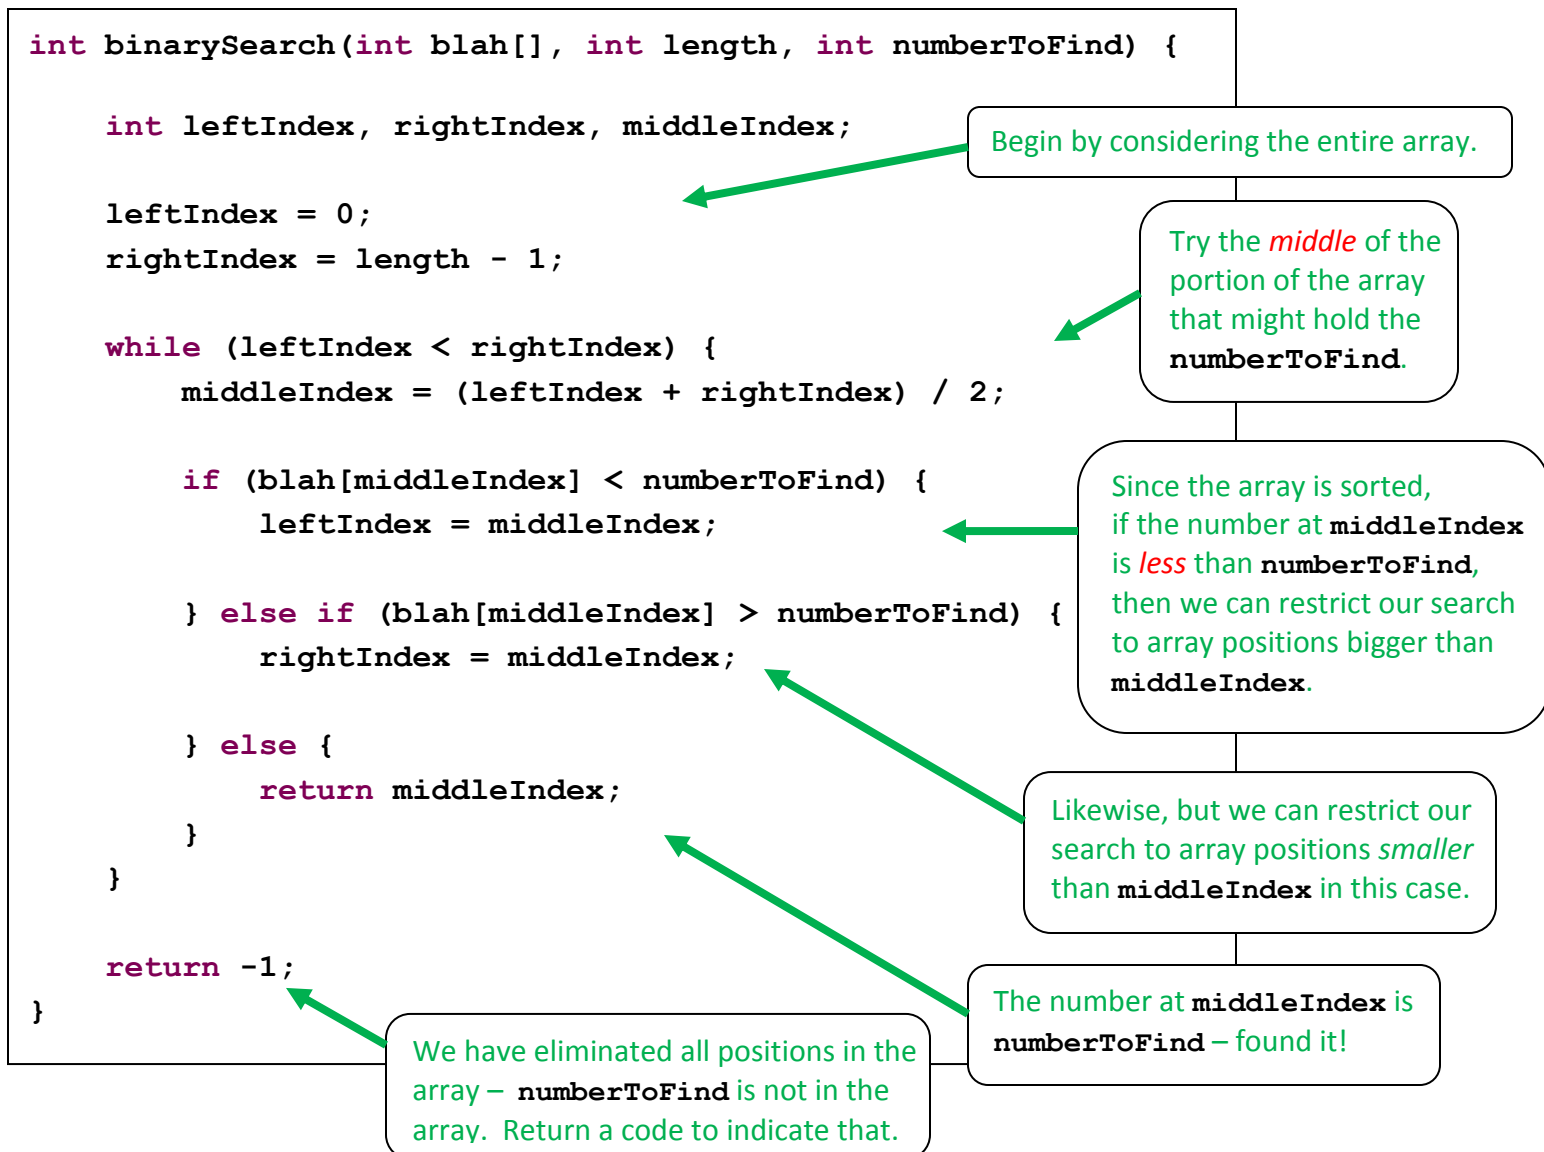 int binarySearch(int blah[], int length, int numberToFind) {
int leftIndex, rightIndex, middleIndex;
Begin by considering the entire array.
leftIndex = 0;
rightIndex = length - 1;
Try the middle of the
portion of the array
that might hold the
numberToFind.
while (leftIndex < rightIndex) {
middleIndex = (leftIndex + rightIndex) / 2;
if (blah[middleIndex] < numberToFind) {
leftIndex = middleIndex;
Since the array is sorted,
if the number at middleIndex
is less than numberToFind,
then we can restrict our search
to array positions bigger than
middleIndex.
} else if (blah[middleIndex] > numberToFind) {
rightIndex = middleIndex;
Likewise, but we can restrict our
search to array positions smaller
than middleIndex in this case.
} else {
return middleIndex;
}
}
The number at middleIndex is
numberToFind – found it!
return -1;
}
We have eliminated all positions in the
array – numberToFind is not in the
array. Return a code to indicate that.